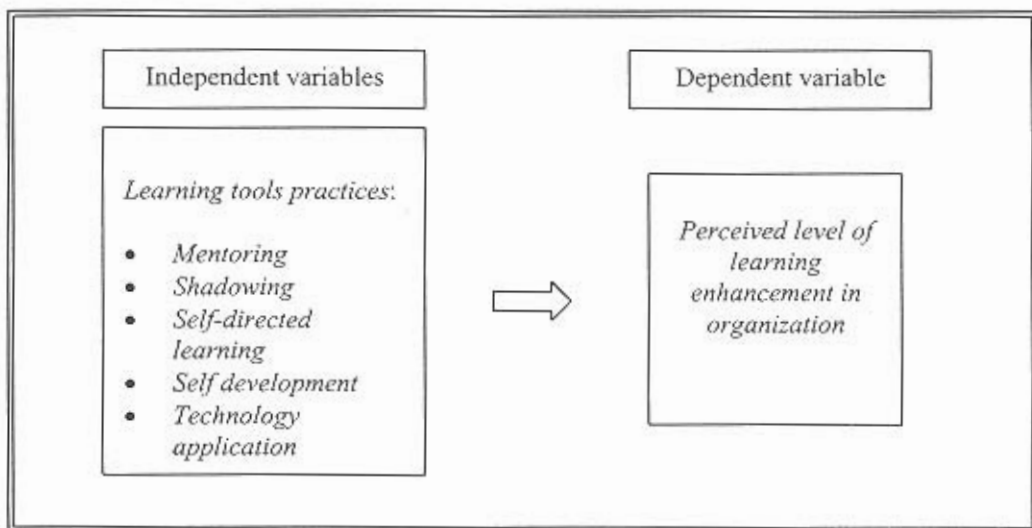 Independent variables
Learning tools practices:
• Mentoring
• Shadowing
• Self-directed
learning
• Self development
• Technology
application
Dependent variable
Perceived level of
learning
enhancement in
organization